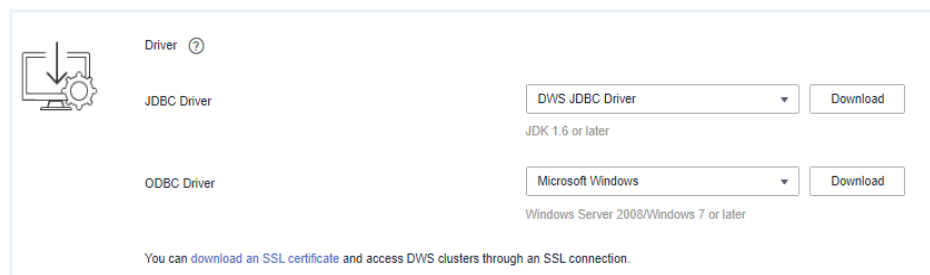 Driver ?
JDBC Driver DWS JDBC Driver Download
JDK 1.6 or later
ODBC Driver Microsoft Windows Download
Windows Server 2008/Windows 7 or later
You can download an SSL certificate and access DWS clusters through an SSL connection.